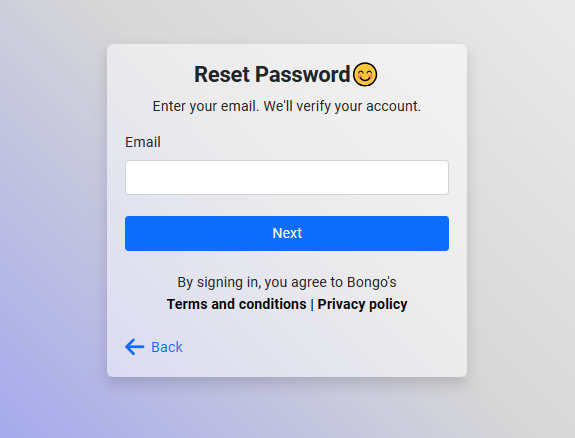 Reset Password😊
Enter your email. We'll verify your account.
Email
Next
By signing in, you agree to Bongo's
Terms and conditions | Privacy policy
Back